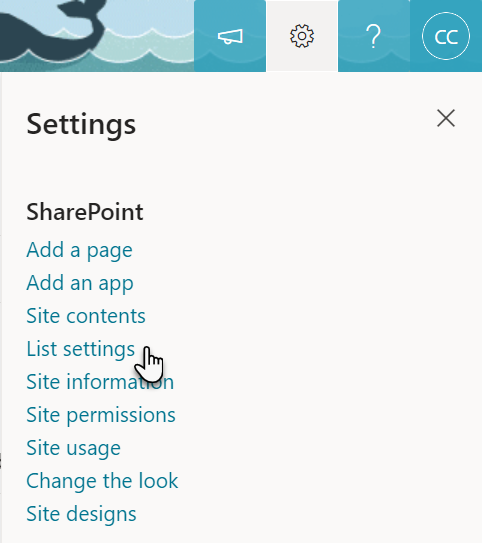 ? CC
Settings
SharePoint
Add a page
Add an app
Site contents
List settings
Site information
Site permissions
Site usage
Change the look
Site designs